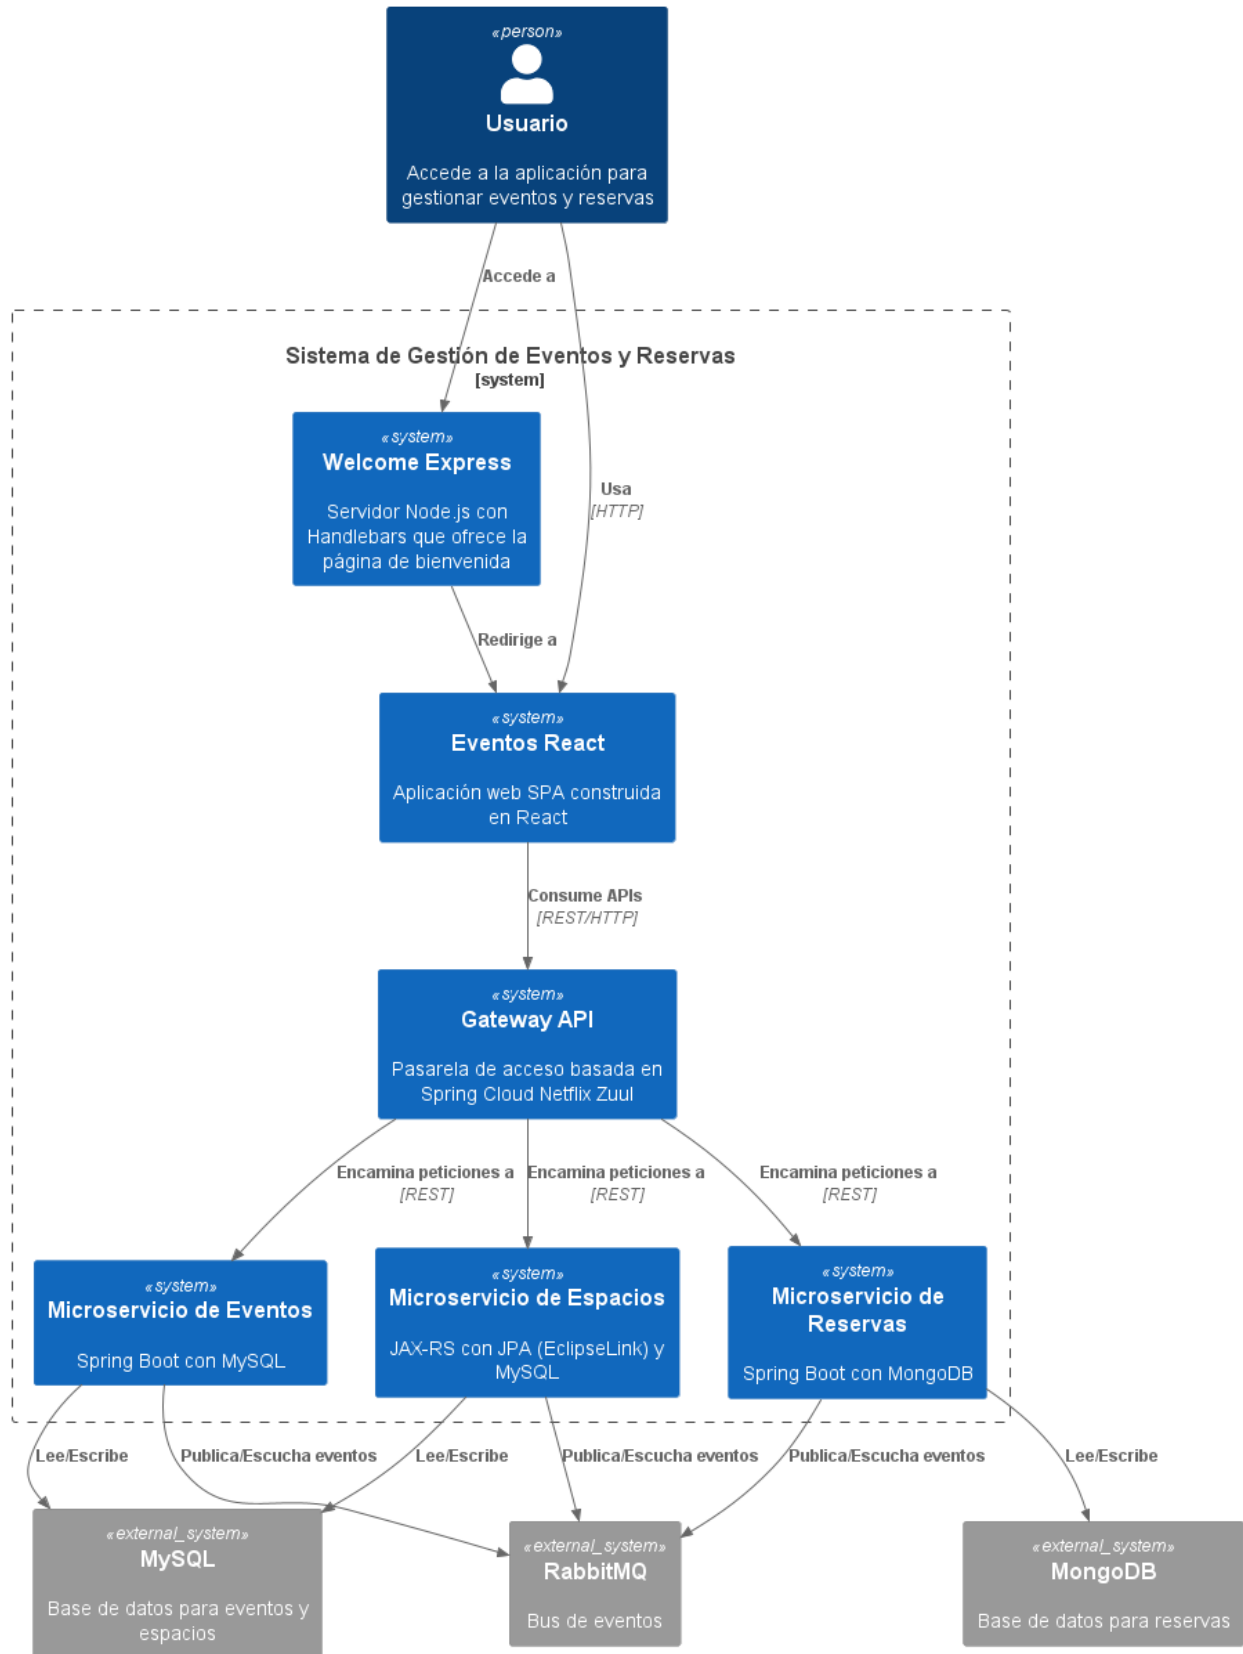 «person»
Usuario
Accede a la aplicación para
gestionar eventos y reservas
Accede a
Sistema de Gestión de Eventos y Reservas
[system]
«system»
Welcome Express
Servidor Node.js con
Handlebars que ofrece la
página de bienvenida
Usa
[HTTP]
Redirige a
«system»
Eventos React
Aplicación web SPA construida
en React
Consume APIs
[REST/HTTP]
«system»
Gateway API
Pasarela de acceso basada en
Spring Cloud Netflix Zuul
Encamina peticiones a
[REST]
Encamina peticiones a
[REST]
Encamina peticiones a
[REST]
«system»
Microservicio de Eventos
Spring Boot con MySQL
«system»
Microservicio de Espacios
JAX-RS con JPA (EclipseLink) y
MySQL
«system»
Microservicio de
Reservas
Spring Boot con MongoDB
Lee/Escribe
Publica/Escucha eventos
Lee/Escribe
Publica/Escucha eventos
Publica/Escucha eventos
Lee/Escribe
«external_system»
MySQL
Base de datos para eventos y
espacios
«external_system»
RabbitMQ
Bus de eventos
«external_system»
MongoDB
Base de datos para reservas